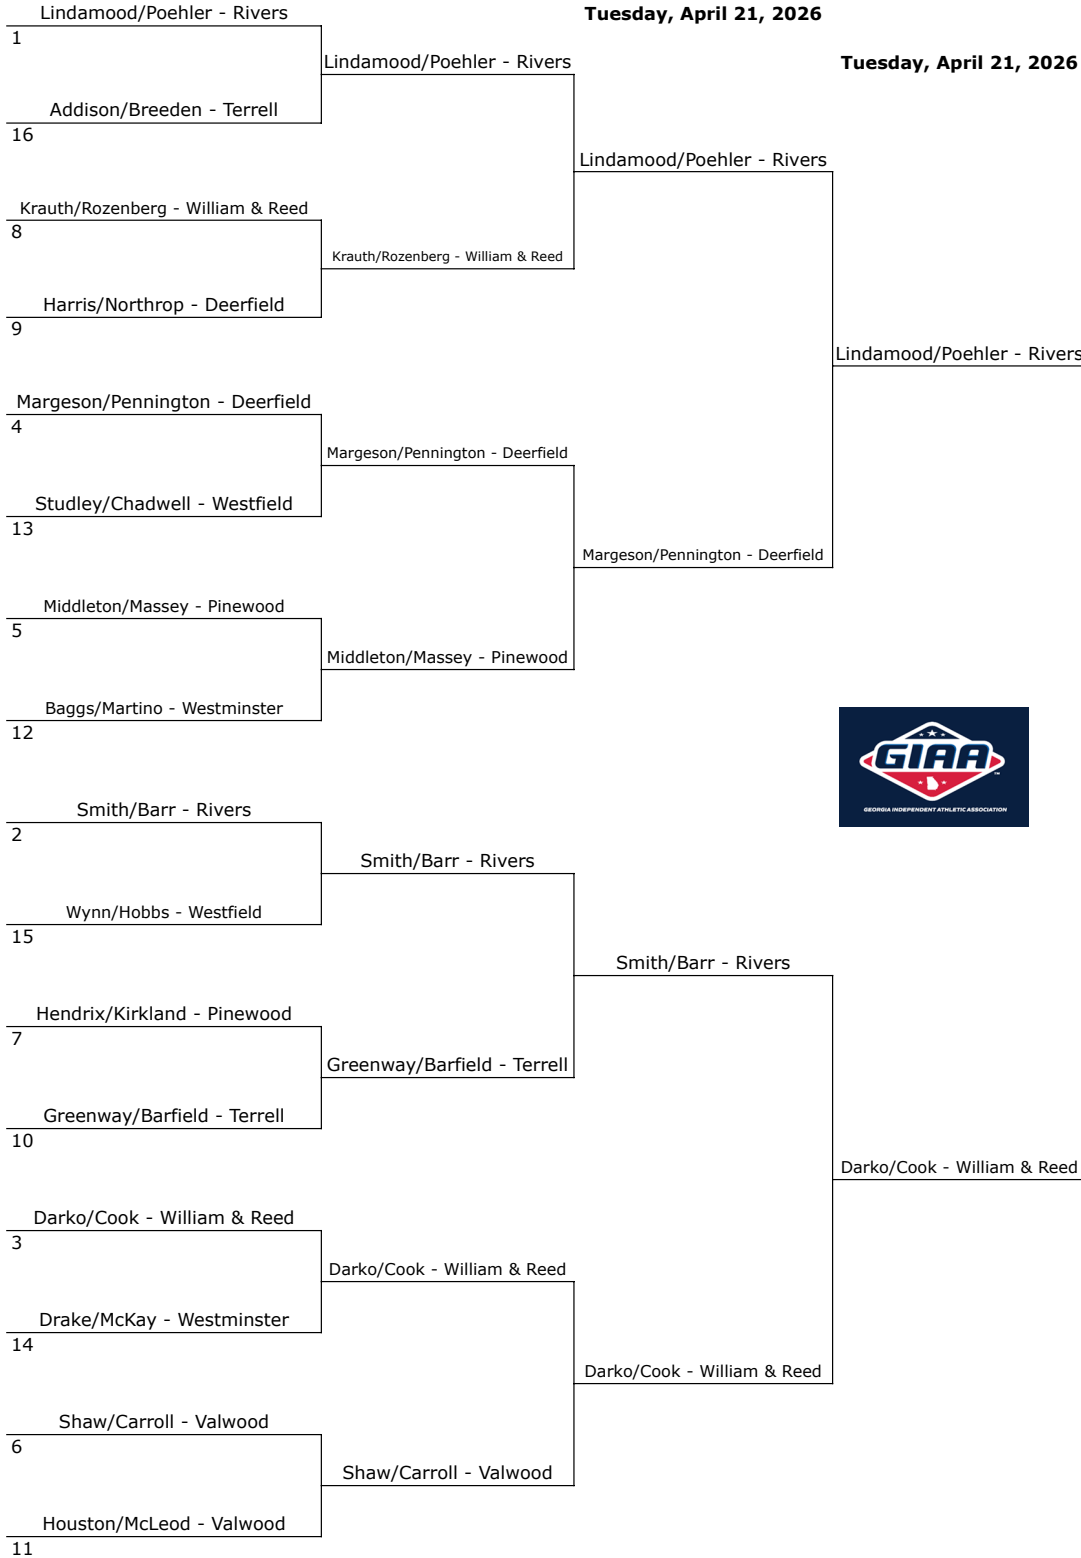 Lindamood/Poehler - Rivers
Tuesday, April 21, 2026
1
Lindamood/Poehler - Rivers
Tuesday, April 21, 2026
Addison/Breeden - Terrell
16
Lindamood/Poehler - Rivers
Krauth/Rozenberg - William & Reed
8
Krauth/Rozenberg - William & Reed
Harris/Northrop - Deerfield
9
Lindamood/Poehler - Rivers
Margeson/Pennington - Deerfield
4
Margeson/Pennington - Deerfield
Studley/Chadwell - Westfield
13
Margeson/Pennington - Deerfield
Middleton/Massey - Pinewood
5
Middleton/Massey - Pinewood
Baggs/Martino - Westminster
12
GIAA
TM
GEORGIA INDEPENDENT ATHLETIC ASSOCIATION
Smith/Barr - Rivers
2
Smith/Barr - Rivers
Wynn/Hobbs - Westfield
15
Smith/Barr - Rivers
Hendrix/Kirkland - Pinewood
7
Greenway/Barfield - Terrell
Greenway/Barfield - Terrell
10
Darko/Cook - William & Reed
Darko/Cook - William & Reed
3
Darko/Cook - William & Reed
Drake/McKay - Westminster
14
Darko/Cook - William & Reed
Shaw/Carroll - Valwood
6
Shaw/Carroll - Valwood
Houston/McLeod - Valwood
11